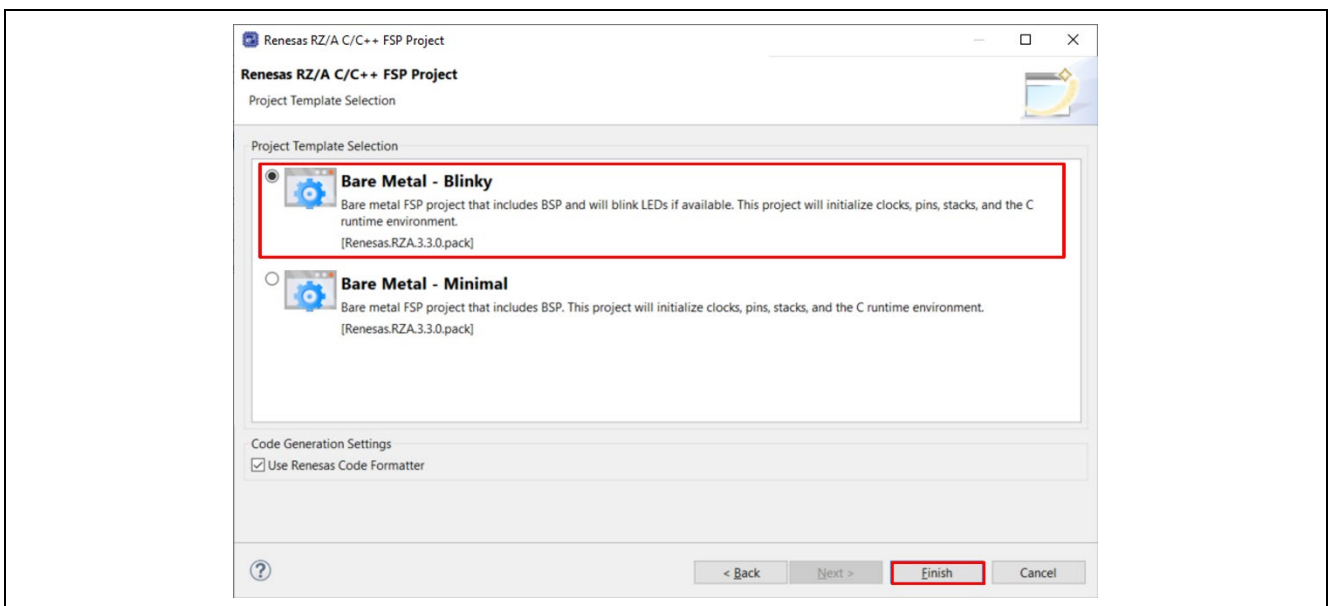 Renesas RZ/A C/C++ FSP Project
Renesas RZ/A C/C++ FSP Project
Project Template Selection
Project Template Selection
Bare Metal - Blinky
Bare metal FSP project that includes BSP and will blink LEDs if available. This project will initialize clocks, pins, stacks, and the C
runtime environment.
[Renesas.RZA.3.3.0.pack]
Bare Metal - Minimal
Bare metal FSP project that includes BSP. This project will initialize clocks, pins, stacks, and the C runtime environment.
[Renesas.RZA.3.3.0.pack]
Code Generation Settings
Use Renesas Code Formatter
? < Back Next > Finish Cancel